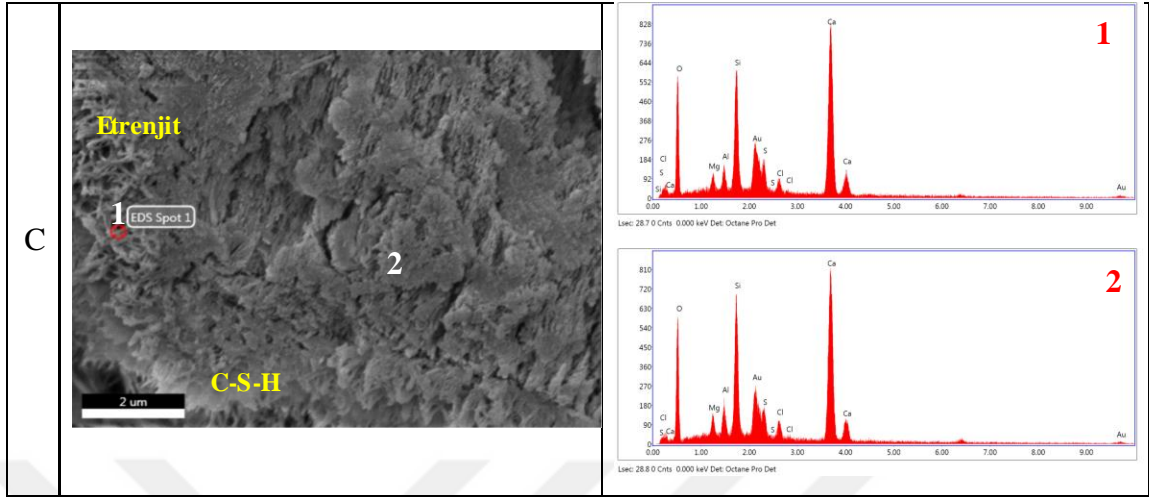 C
Etrenjit
1
EDS Spot 1
2
C-S-H
2 um
1
828
736
644
552
460
368
276
184
92
0
O
Si
Ca
Cl
S
Si Ca
Mg
Al
Au
S
S
Cl
Cl
Ca
Au
0.00 1.00 2.00 3.00 4.00 5.00 6.00 7.00 8.00 9.00
Lsec: 28.7 0 Cnts 0.000 keV Det: Octane Pro Det
2
810
720
630
540
450
360
270
180
90
0
O
Si
Ca
Cl
S Ca
Mg
Al
Au
S
S
Cl
Cl
Ca
Au
0.00 1.00 2.00 3.00 4.00 5.00 6.00 7.00 8.00 9.00
Lsec: 28.8 0 Cnts 0.000 keV Det: Octane Pro Det